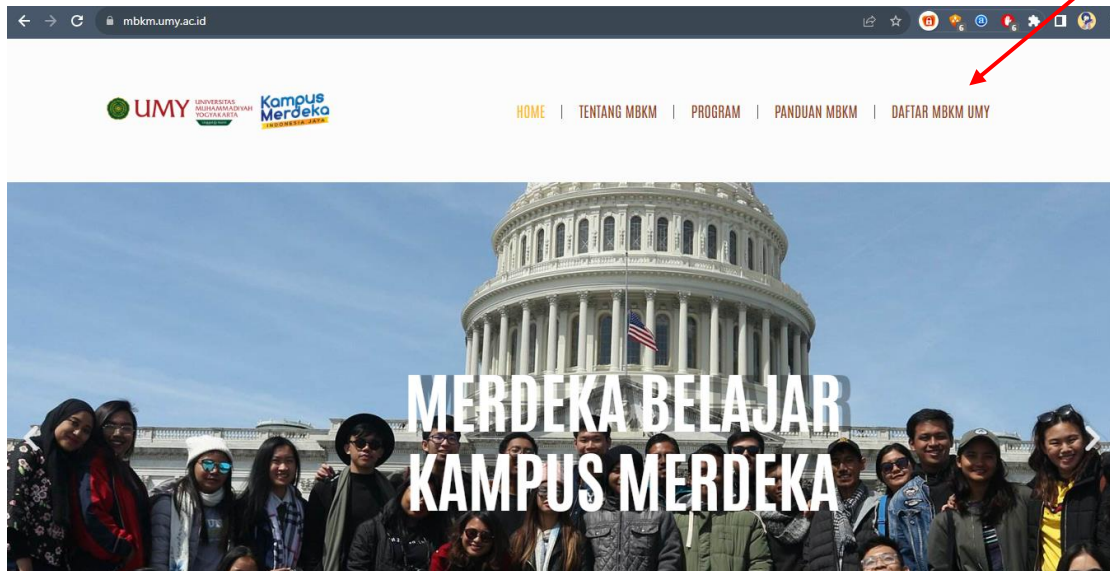 mbkm.umy.ac.id
UMY UNIVERSITAS MUHAMMADIYAH YOGYAKARTA
Kampus Merdeka
INDONESIA JAYA
HOME | TENTANG MBKM | PROGRAM | PANDUAN MBKM | DAFTAR MBKM UMY
MERDEKA BELAJAR
KAMPUS MERDEKA